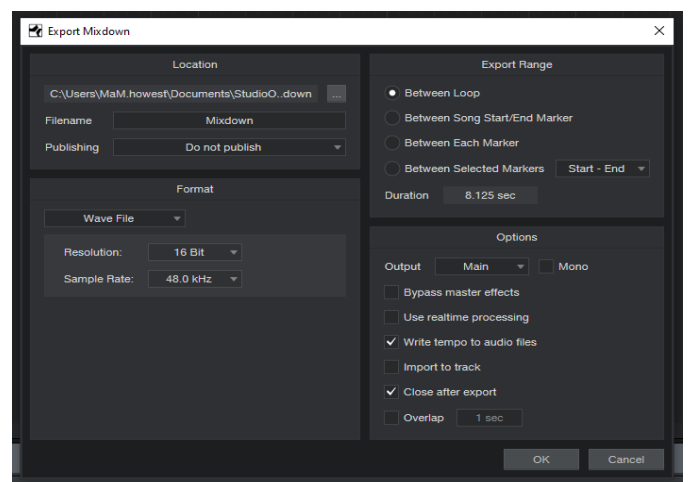 Export Mixdown
Location
C:\Users\MaM.howest\Documents\StudioO..down ...
Filename Mixdown
Publishing Do not publish
Format
Wave File
Resolution: 16 Bit
Sample Rate: 48.0 kHz
Export Range
Between Loop
Between Song Start/End Marker
Between Each Marker
Between Selected Markers Start - End
Duration 8.125 sec
Options
Output Main Mono
Bypass master effects
Use realtime processing
Write tempo to audio files
Import to track
Close after export
Overlap 1 sec
OK Cancel